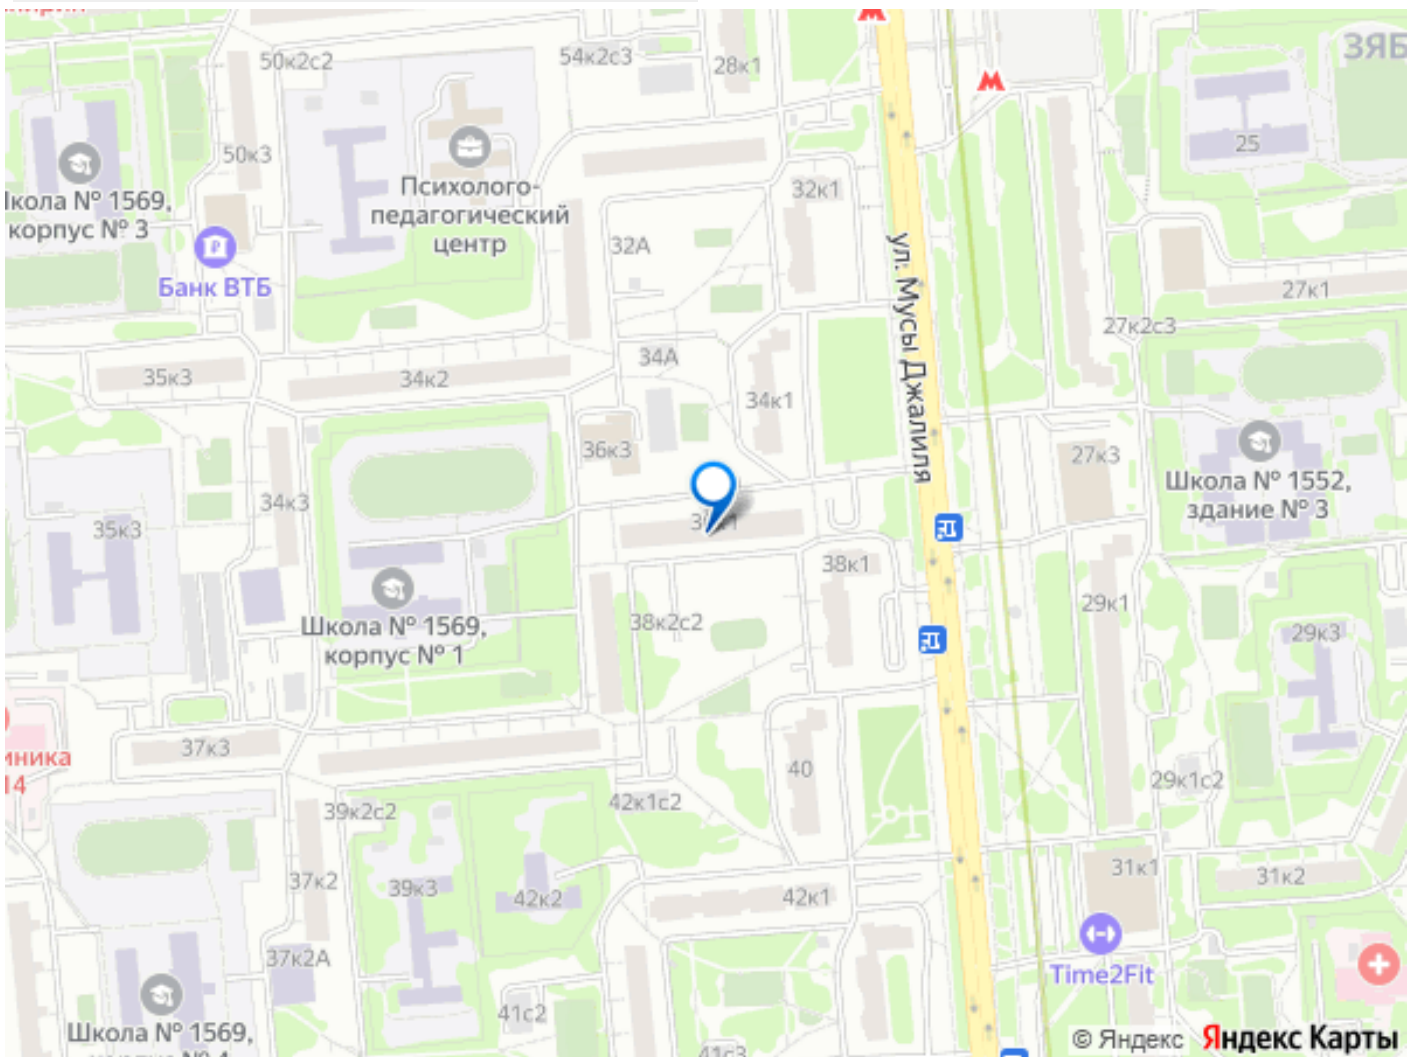 50к2с2
54к2с3
28к1
ЗЯБ
50к3
25
Школа № 1569,
корпус № 3
Психолого-
педагогический
центр
32к1
32А
ул. Мусы Джалиля
Банк ВТБ
27к1
27к2с3
35к3
34к2
34А
34к1
36к3
27к3
Школа № 1552,
здание № 3
34к3
35к3
38к1
29к1
Школа № 1569,
корпус № 1
38к2с2
29к3
37к3
иника
14
40
29к1с2
39к2с2
42к1с2
37к2
39к3
42к2
42к1
31к1
31к2
37к2А
Time2Fit
41с2
Школа № 1569,
41с3
© Яндекс Яндекс Карты